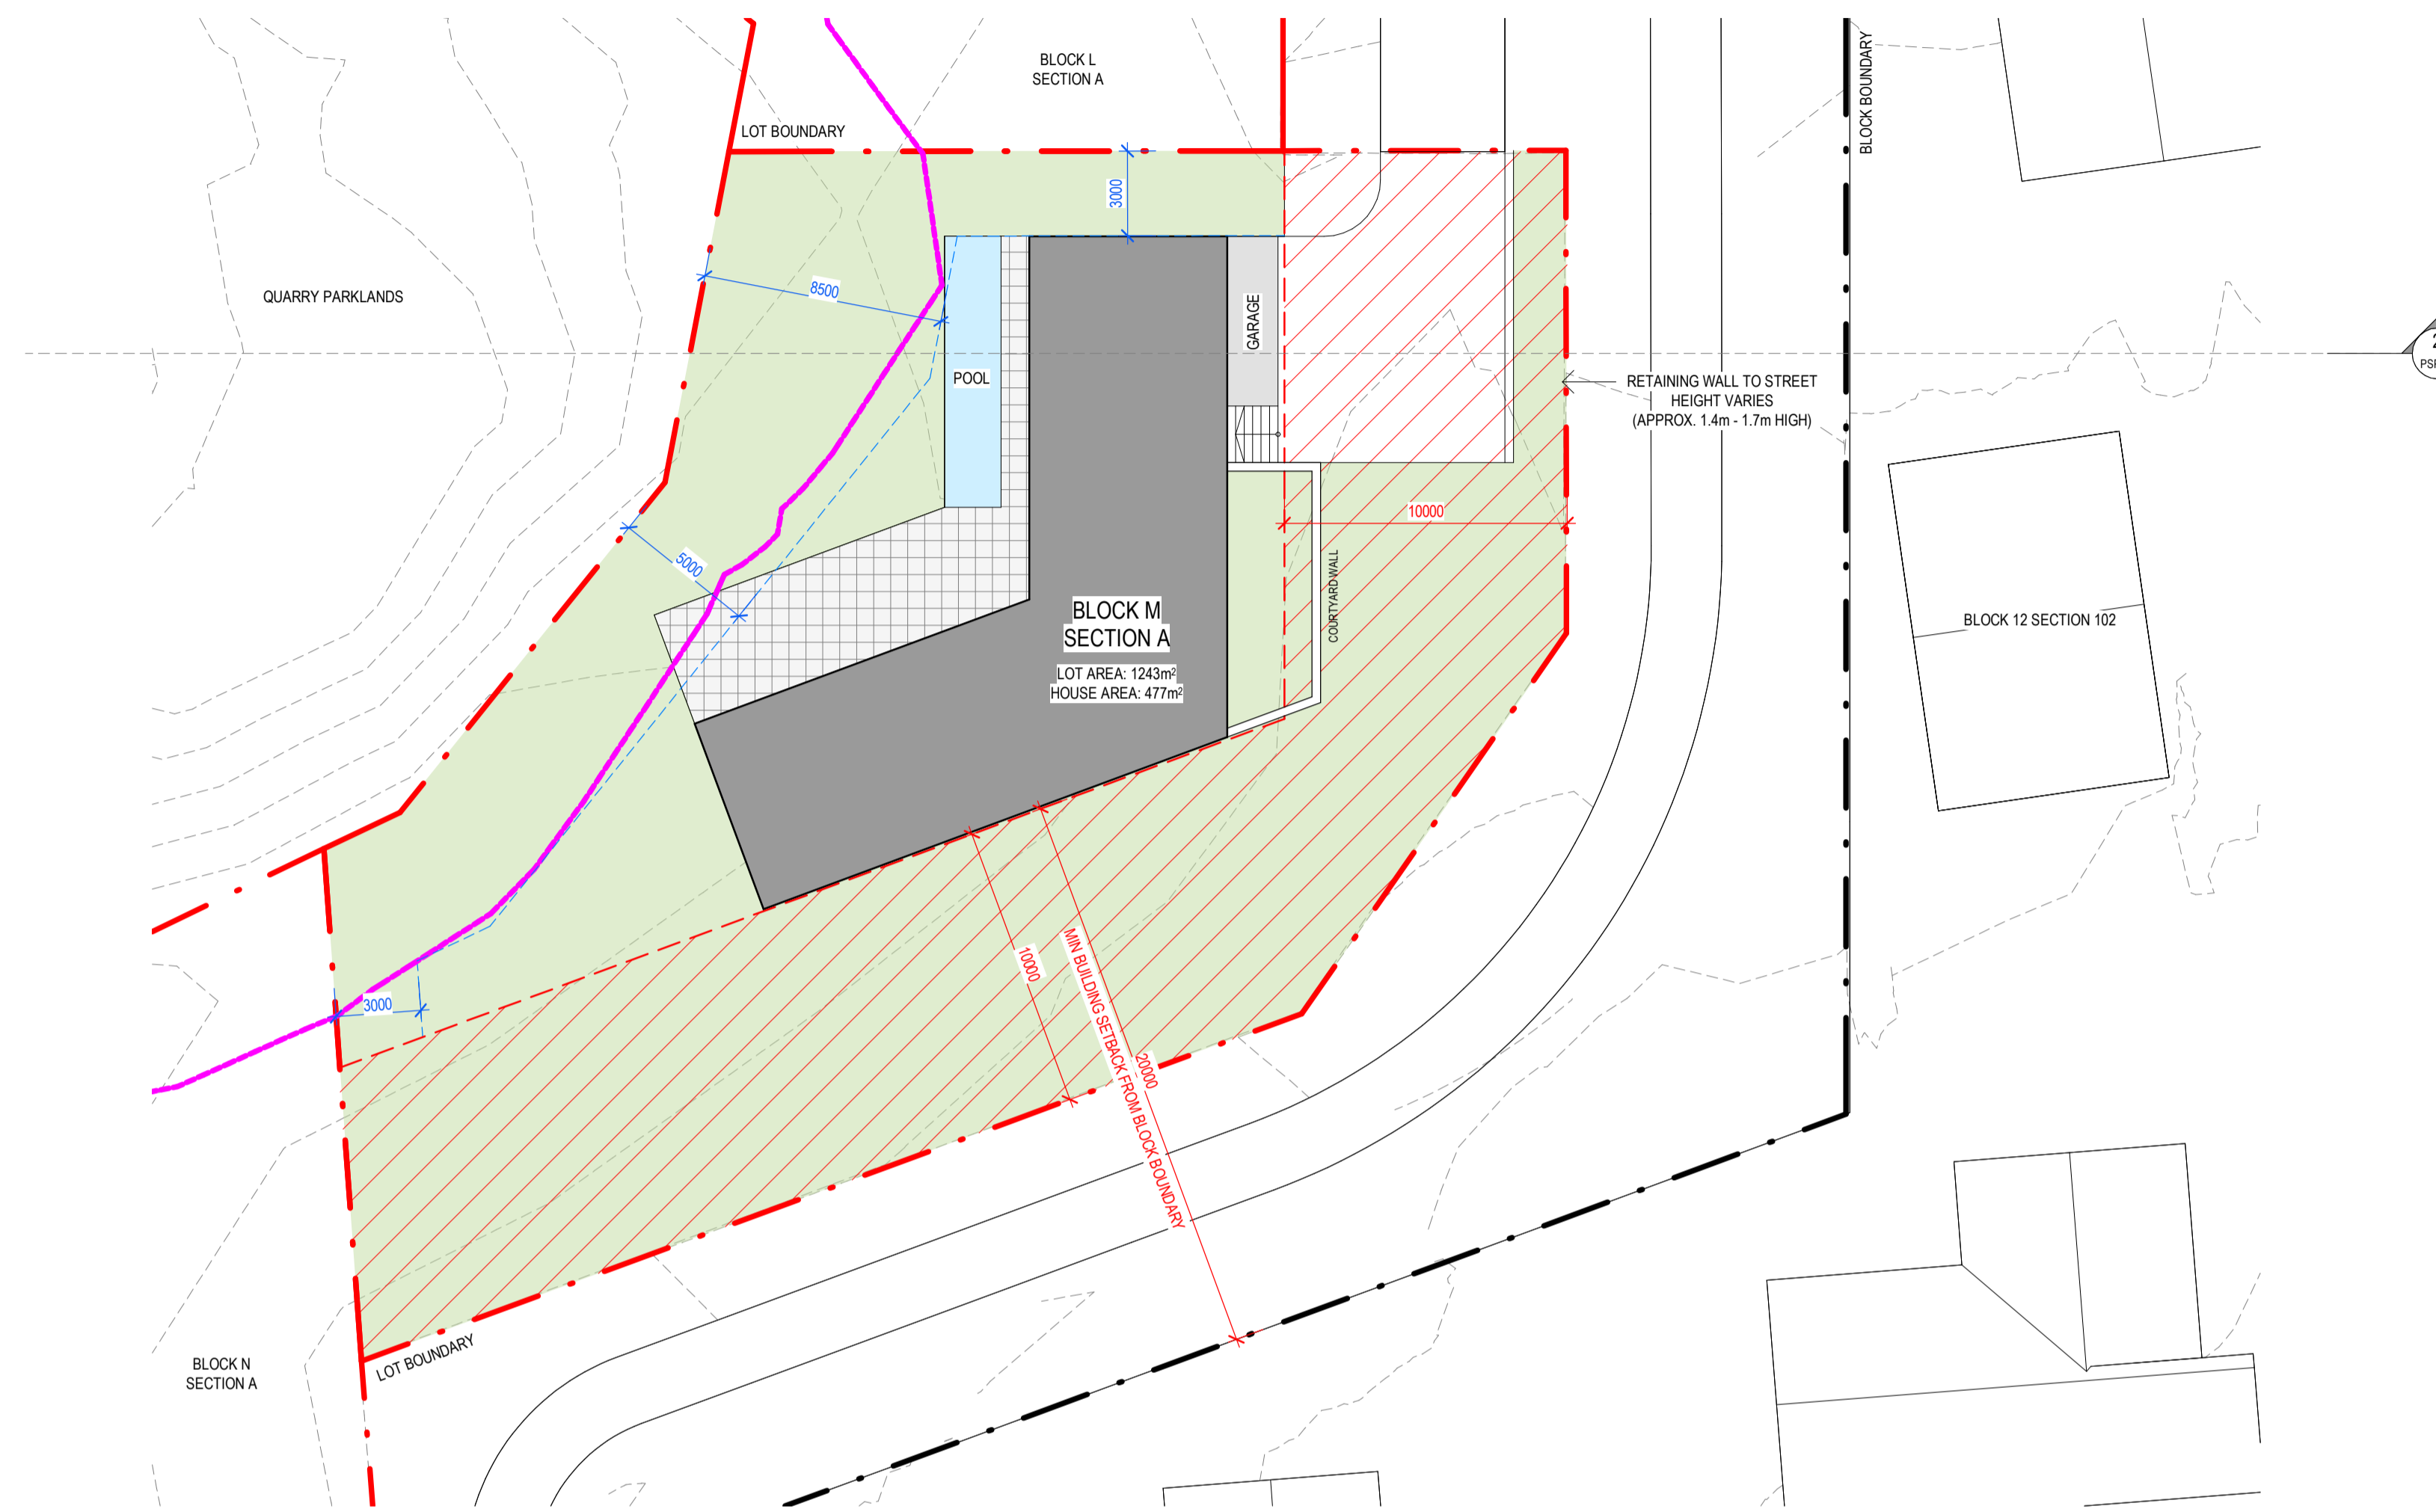 BLOCK L
SECTION A
BLOCK BOUNDARY
LOT BOUNDARY
3000
8500
QUARRY PARKLANDS
GARAGE
POOL
RETAINING WALL TO STREET
HEIGHT VARIES
(APPROX. 1.4m - 1.7m HIGH)
2
10000
5000
COURTYARD WALL
BLOCK M
SECTION A
LOT AREA: 1243m²
HOUSE AREA: 477m²
BLOCK 12 SECTION 102
10000
MIN BUILDING SETBACK FROM BLOCK BOUNDARY
20000
3000
LOT BOUNDARY
BLOCK N
SECTION A